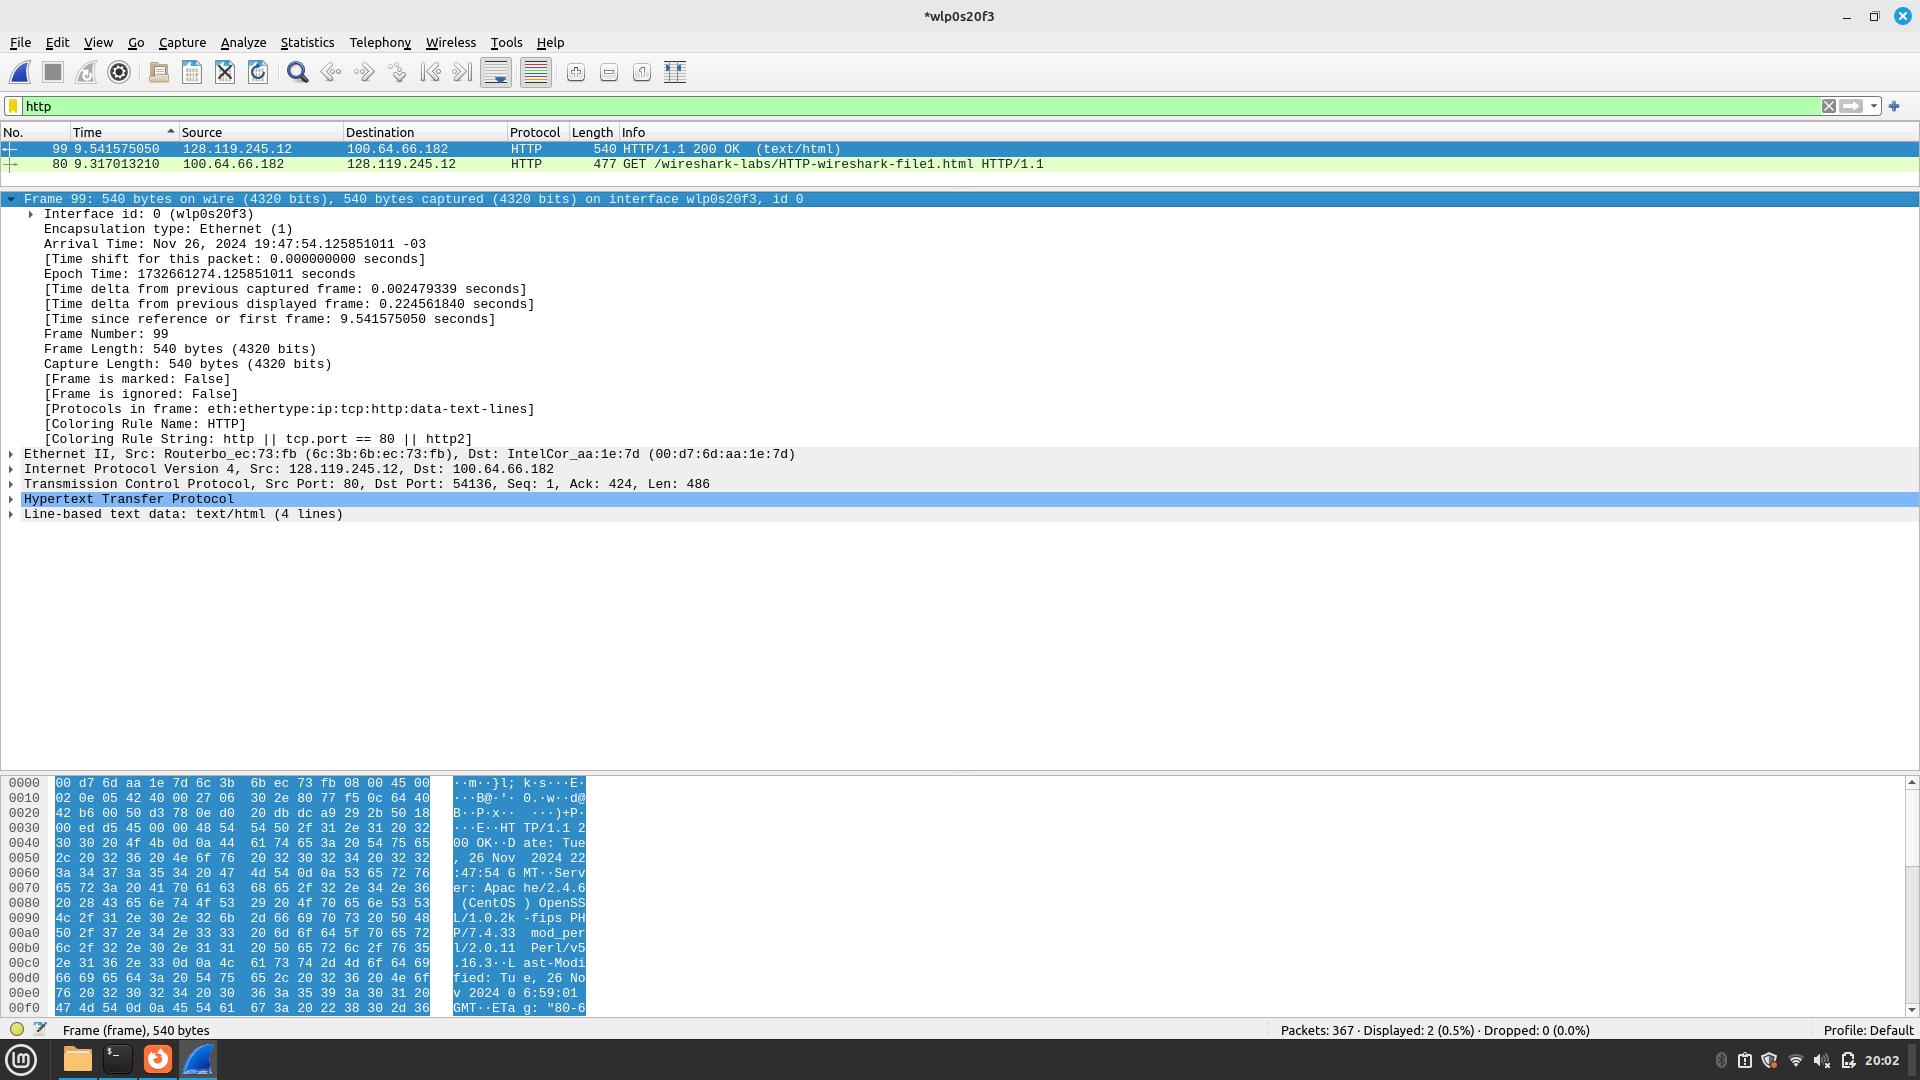 *wlp0s20f3
File Edit View Go Capture Analyze Statistics Telephony Wireless Tools Help
http
No. Time Source Destination Protocol Length Info
99 9.541575050 128.119.245.12 100.64.66.182 HTTP 540 HTTP/1.1 200 OK (text/html)
80 9.317013210 100.64.66.182 128.119.245.12 HTTP 477 GET /wireshark-labs/HTTP-wireshark-file1.html HTTP/1.1
Frame 99: 540 bytes on wire (4320 bits), 540 bytes captured (4320 bits) on interface wlp0s20f3, id 0
Interface id: 0 (wlp0s20f3)
Encapsulation type: Ethernet (1)
Arrival Time: Nov 26, 2024 19:47:54.125851011 -03
[Time shift for this packet: 0.000000000 seconds]
Epoch Time: 1732661274.125851011 seconds
[Time delta from previous captured frame: 0.002479339 seconds]
[Time delta from previous displayed frame: 0.224561840 seconds]
[Time since reference or first frame: 9.541575050 seconds]
Frame Number: 99
Frame Length: 540 bytes (4320 bits)
Capture Length: 540 bytes (4320 bits)
[Frame is marked: False]
[Frame is ignored: False]
[Protocols in frame: eth:ethertype:ip:tcp:http:data-text-lines]
[Coloring Rule Name: HTTP]
[Coloring Rule String: http || tcp.port == 80 || http2]
Ethernet II, Src: Routerbo_ec:73:fb (6c:3b:6b:ec:73:fb), Dst: IntelCor_aa:1e:7d (00:d7:6d:aa:1e:7d)
Internet Protocol Version 4, Src: 128.119.245.12, Dst: 100.64.66.182
Transmission Control Protocol, Src Port: 80, Dst Port: 54136, Seq: 1, Ack: 424, Len: 486
Hypertext Transfer Protocol
Line-based text data: text/html (4 lines)
0000 00 d7 6d aa 1e 7d 6c 3b 6b ec 73 fb 08 00 45 00 ··m··}l; k·s···E·
0010 02 0e 05 42 40 00 27 06 30 2e 80 77 f5 0c 64 40 ···B@·'· 0.·w··d@
0020 42 b6 00 50 d3 78 0e d0 20 db dc a9 29 2b 50 18 B··P·x·· ···)+P·
0030 00 ed d5 45 00 00 48 54 54 50 2f 31 2e 31 20 32 ···E··HT TP/1.1 2
0040 30 30 20 4f 4b 0d 0a 44 61 74 65 3a 20 54 75 65 00 OK··D ate: Tue
0050 2c 20 32 36 20 4e 6f 76 20 32 30 32 34 20 32 32 , 26 Nov 2024 22
0060 3a 34 37 3a 35 34 20 47 4d 54 0d 0a 53 65 72 76 :47:54 G MT··Serv
0070 65 72 3a 20 41 70 61 63 68 65 2f 32 2e 34 2e 36 er: Apac he/2.4.6
0080 20 28 43 65 6e 74 4f 53 29 20 4f 70 65 6e 53 53 (CentOS ) OpenSS
0090 4c 2f 31 2e 30 2e 32 6b 2d 66 69 70 73 20 50 48 L/1.0.2k -fips PH
00a0 50 2f 37 2e 34 2e 33 33 20 6d 6f 64 5f 70 65 72 P/7.4.33 mod_per
00b0 6c 2f 32 2e 30 2e 31 31 20 50 65 72 6c 2f 76 35 l/2.0.11 Perl/v5
00c0 2e 31 36 2e 33 0d 0a 4c 61 73 74 2d 4d 6f 64 69 .16.3··L ast-Modi
00d0 66 69 65 64 3a 20 54 75 65 2c 20 32 36 20 4e 6f fied: Tu e, 26 No
00e0 76 20 32 30 32 34 20 30 36 3a 35 39 3a 30 31 20 v 2024 0 6:59:01
00f0 47 4d 54 0d 0a 45 54 61 67 3a 20 22 38 30 2d 36 GMT··ETa g: "80-6
Frame (frame), 540 bytes Packets: 367 · Displayed: 2 (0.5%) · Dropped: 0 (0.0%) Profile: Default
20:02